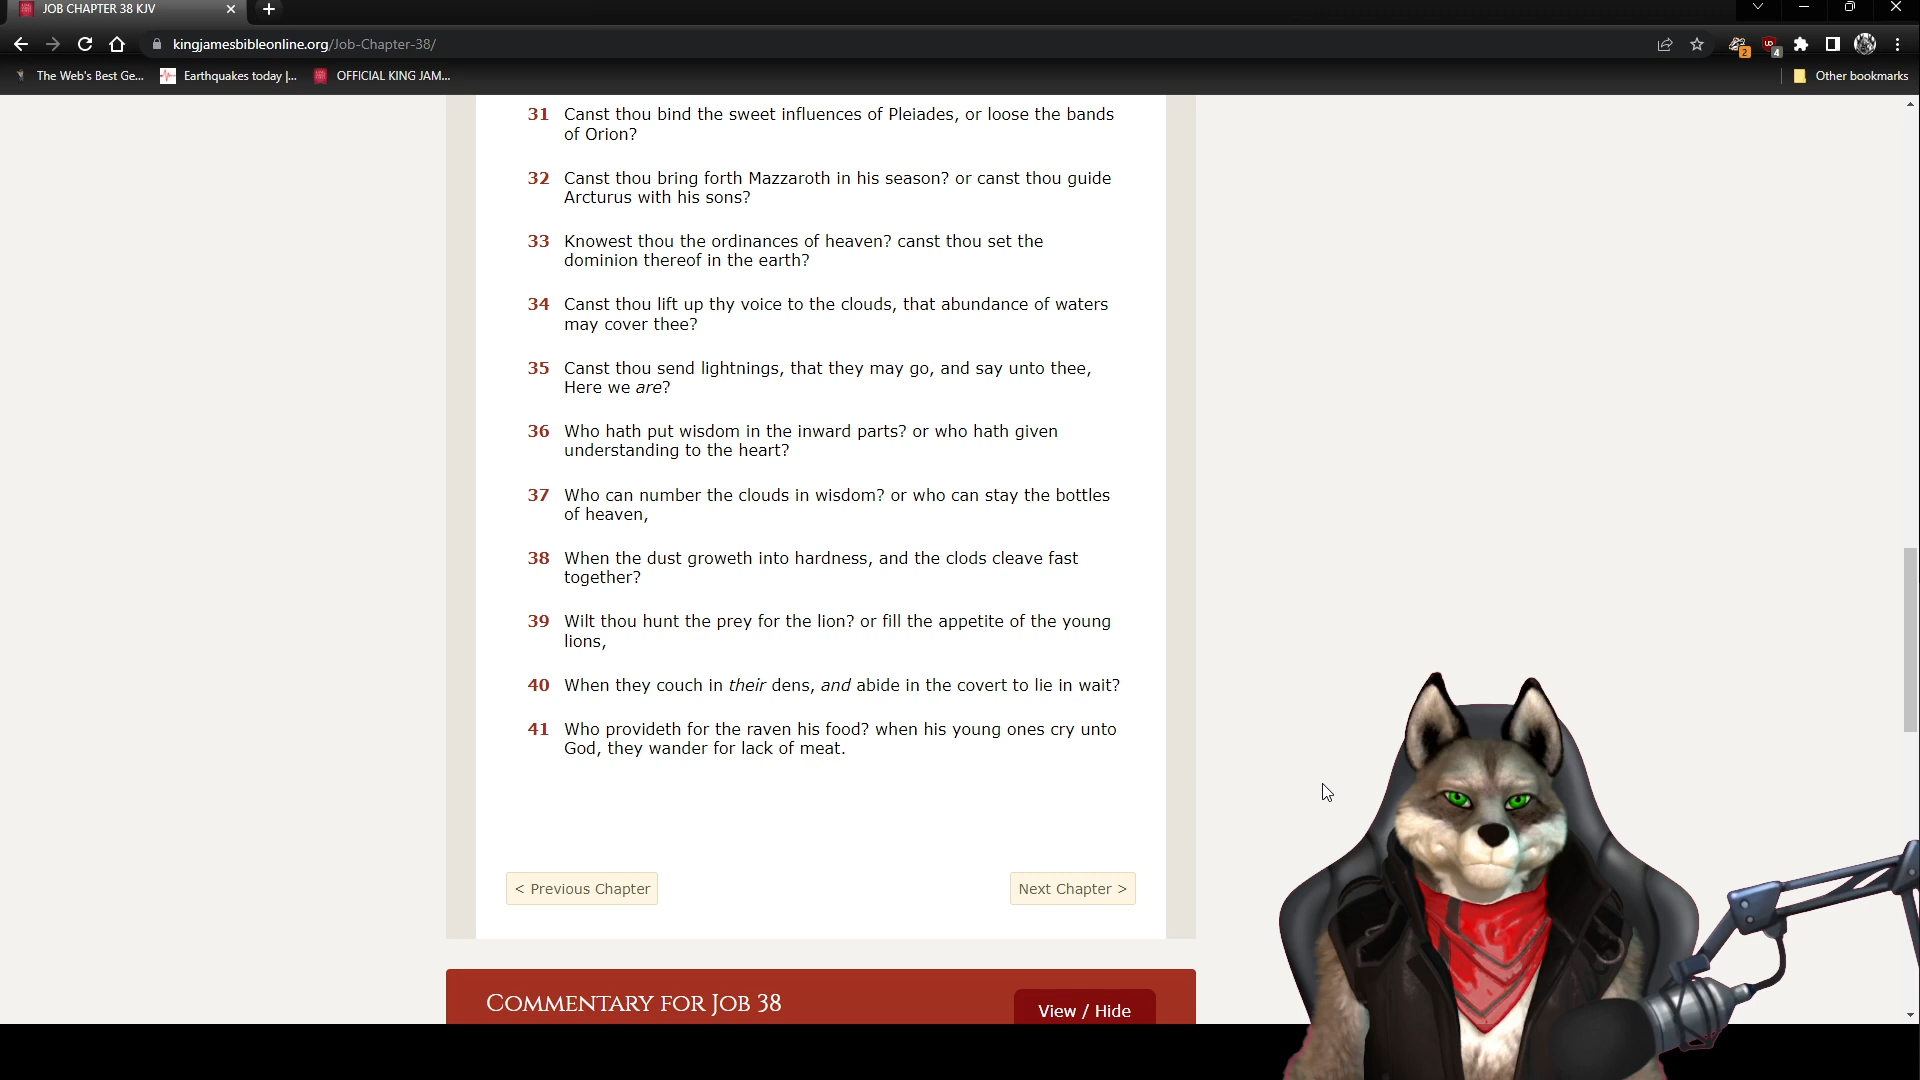 JOB CHAPTER 38 KJV
kingjamesbibleonline.org/Job-Chapter-38/
2
4
The Web's Best Ge...
Earthquakes today |...
OFFICIAL KING JAM...
Other bookmarks
31 Canst thou bind the sweet influences of Pleiades, or loose the bands
of Orion?
32 Canst thou bring forth Mazzaroth in his season? or canst thou guide
Arcturus with his sons?
33 Knowest thou the ordinances of heaven? canst thou set the
dominion thereof in the earth?
34 Canst thou lift up thy voice to the clouds, that abundance of waters
may cover thee?
35 Canst thou send lightnings, that they may go, and say unto thee,
Here we are?
36 Who hath put wisdom in the inward parts? or who hath given
understanding to the heart?
37 Who can number the clouds in wisdom? or who can stay the bottles
of heaven,
38 When the dust groweth into hardness, and the clods cleave fast
together?
39 Wilt thou hunt the prey for the lion? or fill the appetite of the young
lions,
40 When they couch in their dens, and abide in the covert to lie in wait?
41 Who provideth for the raven his food? when his young ones cry unto
God, they wander for lack of meat.
< Previous Chapter
Next Chapter >
Commentary for Job 38
View / Hide